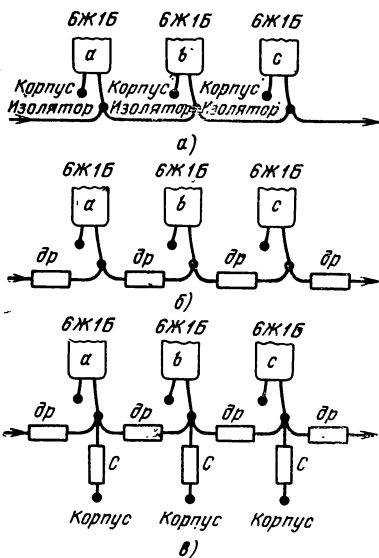 6Ж1Б 6Ж1Б 6Ж1Б
a b c
Корпус Корпус Корпус
Изолятор Изолятор Изолятор
а)
6Ж1Б 6Ж1Б 6Ж1Б
a b c
др др др др
б)
6Ж1Б 6Ж1Б 6Ж1Б
a b c
др др др др
C C C
Корпус Корпус Корпус
в)